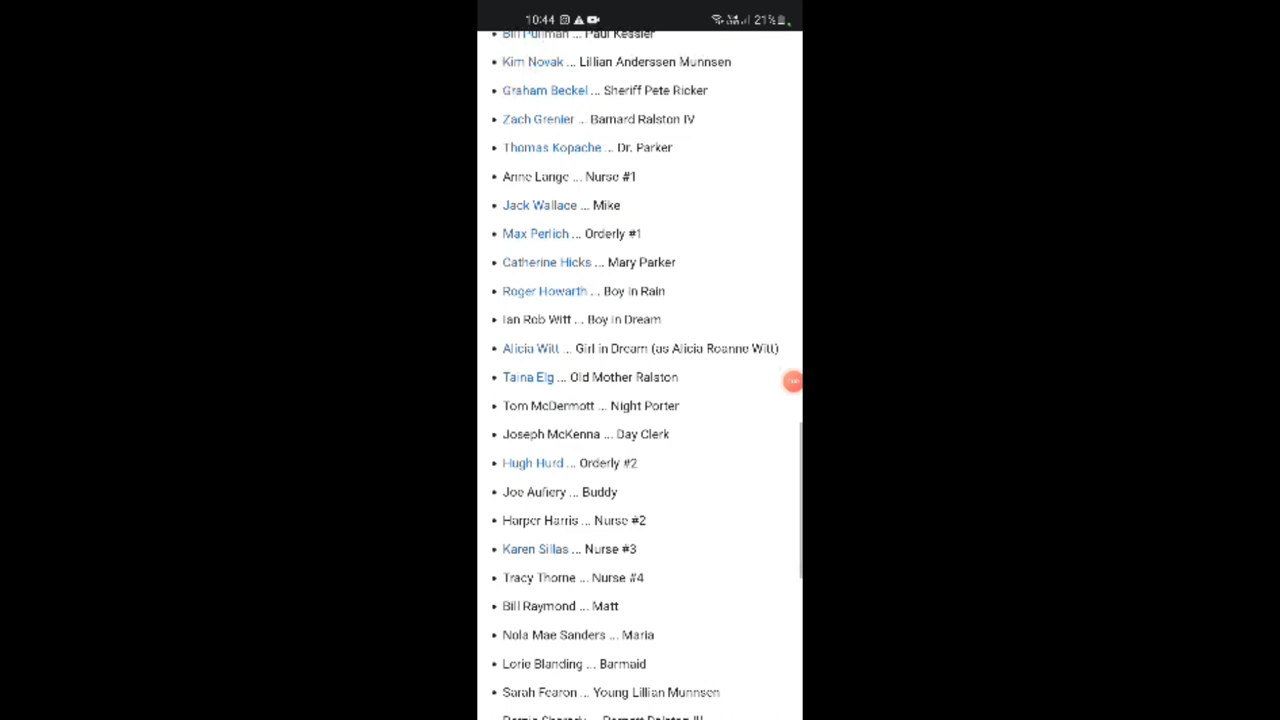 10:44 21%
Bill Pullman ... Paul Kessler
• Kim Novak ... Lillian Anderssen Munnsen
• Graham Beckel ... Sheriff Pete Ricker
• Zach Grenier ... Barnard Ralston IV
• Thomas Kopache ... Dr. Parker
• Anne Lange ... Nurse #1
• Jack Wallace ... Mike
• Max Perlich ... Orderly #1
• Catherine Hicks ... Mary Parker
• Roger Howarth ... Boy in Rain
• Ian Rob Witt ... Boy in Dream
• Alicia Witt ... Girl in Dream (as Alicia Roanne Witt)
• Taina Elg ... Old Mother Ralston
• Tom McDermott ... Night Porter
• Joseph McKenna ... Day Clerk
• Hugh Hurd ... Orderly #2
• Joe Aufiery ... Buddy
• Harper Harris ... Nurse #2
• Karen Sillas ... Nurse #3
• Tracy Thorne ... Nurse #4
• Bill Raymond ... Matt
• Nola Mae Sanders ... Maria
• Lorie Blanding ... Barmaid
• Sarah Fearon ... Young Lillian Munnsen